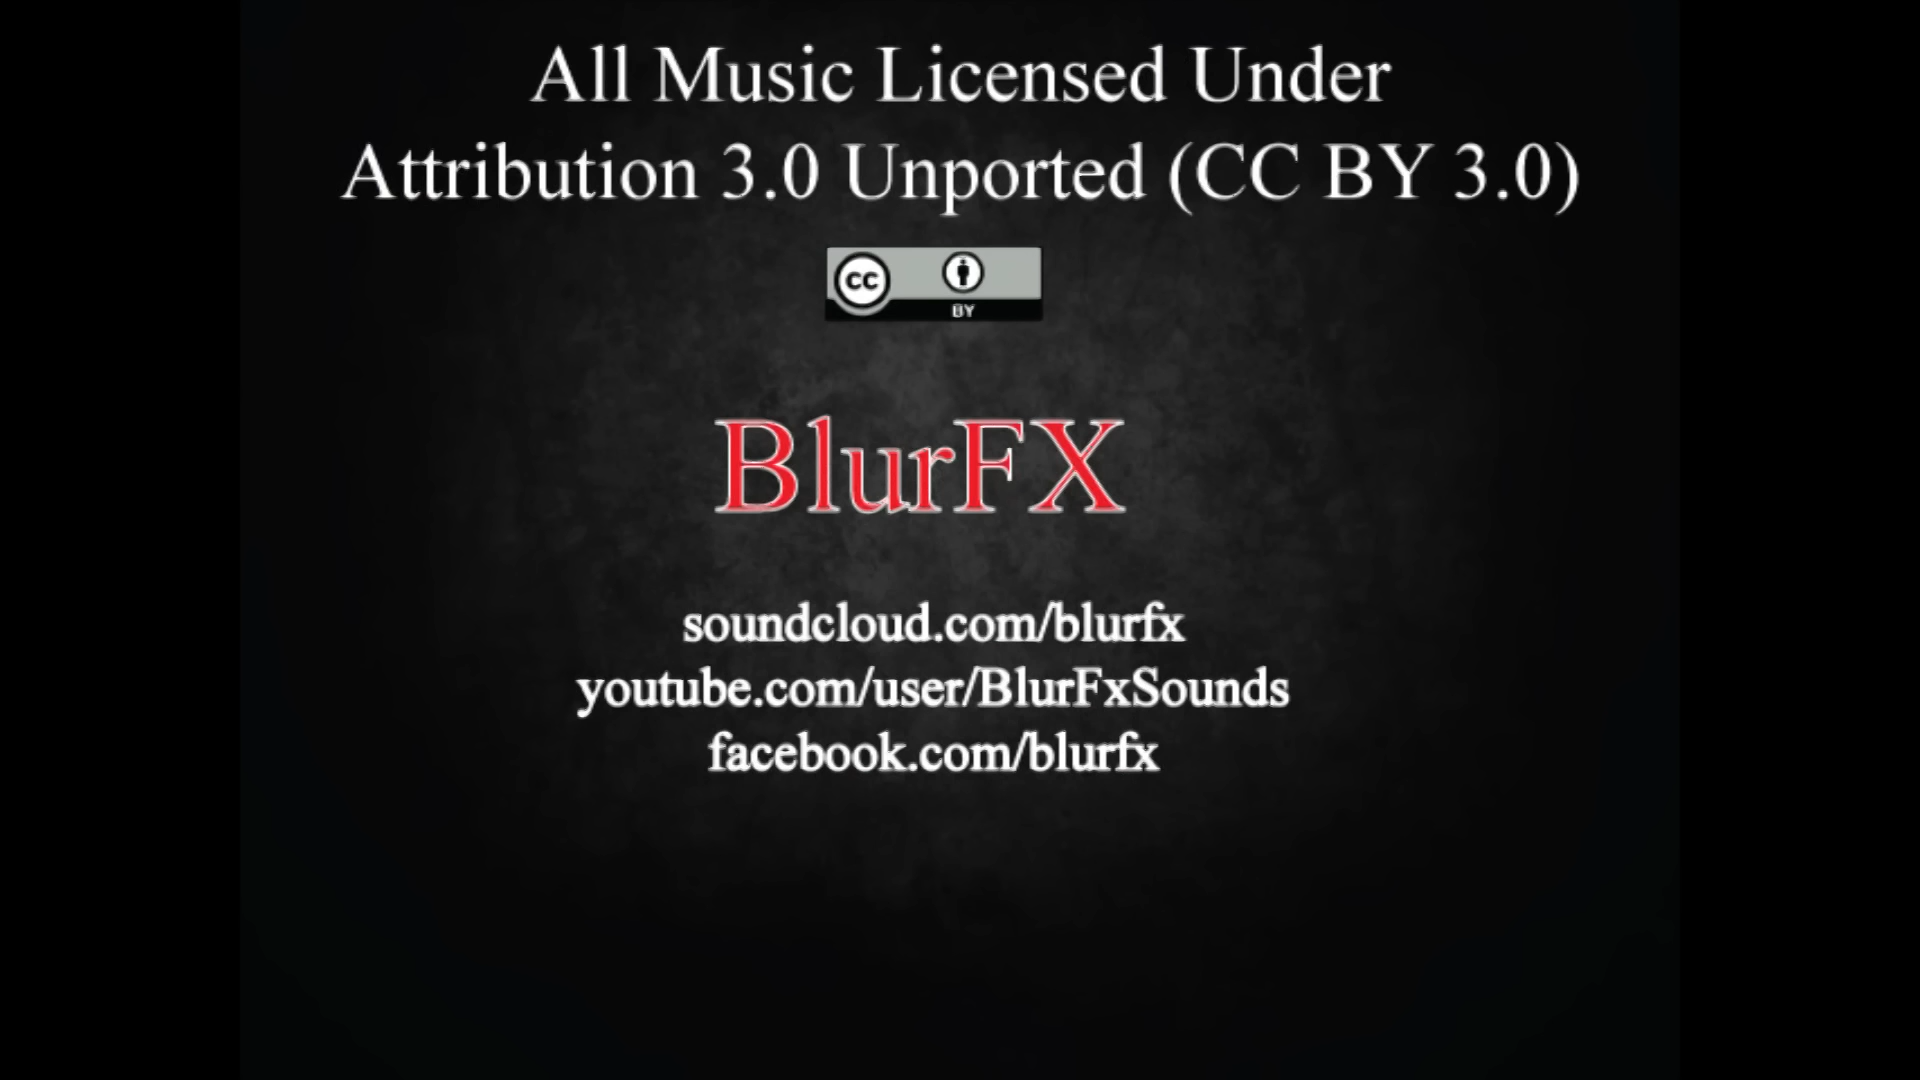 All Music Licensed Under
Attribution 3.0 Unported (CC BY 3.0)
CC
BY
BlurFX
soundcloud.com/blurfx
youtube.com/user/BlurFxSounds
facebook.com/blurfx